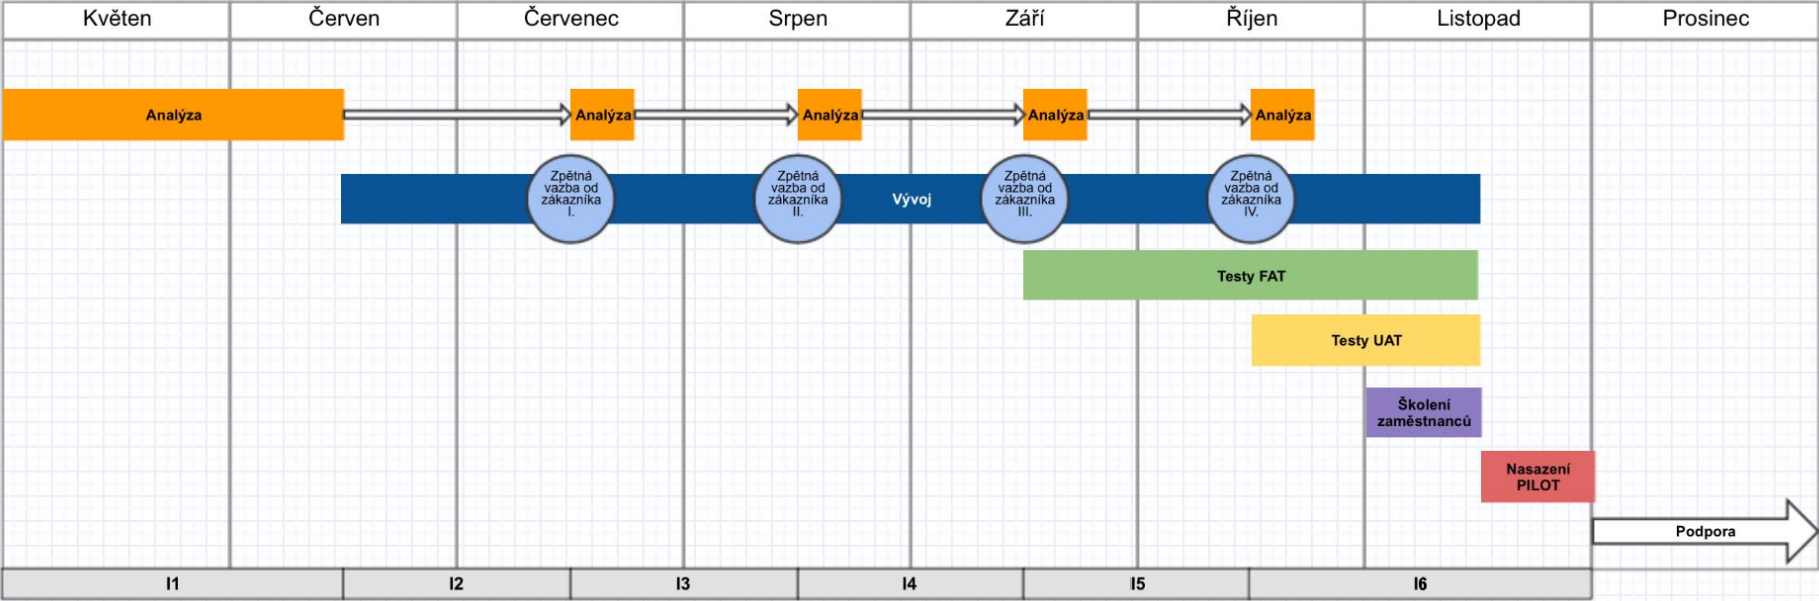 Květen
Červen
Červenec
Srpen
Září
Říjen
Listopad
Prosinec
Analýza
Analýza
Analýza
Analýza
Analýza
Zpětná
vazba od
zákazníka
I.
Zpětná
vazba od
zákazníka
II.
Vývoj
Zpětná
vazba od
zákazníka
III.
Zpětná
vazba od
zákazníka
IV.
Testy FAT
Testy UAT
Školení
zaměstnanců
Nasazení
PILOT
Podpora
I1
I2
I3
I4
I5
I6